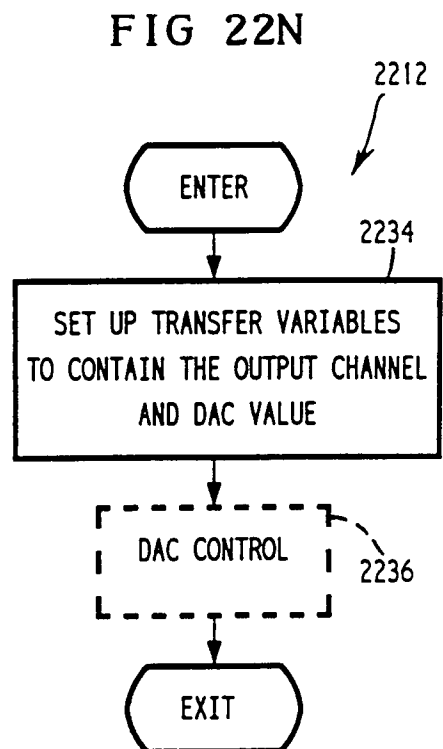 FIG 22N
2212
ENTER
2234
SET UP TRANSFER VARIABLES
TO CONTAIN THE OUTPUT CHANNEL
AND DAC VALUE
DAC CONTROL
2236
EXIT